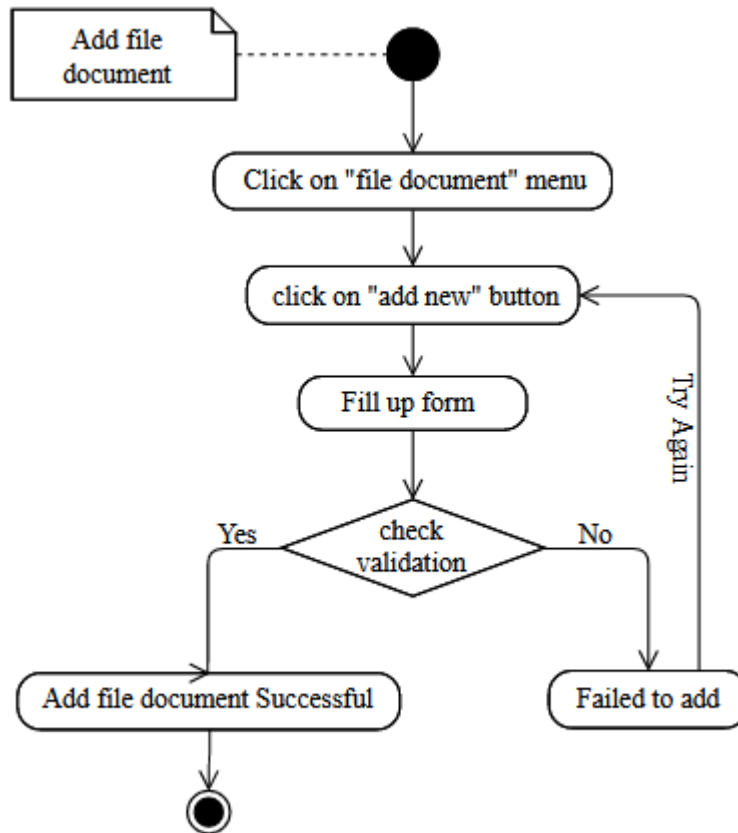 Add file
document
Click on "file document" menu
click on "add new" button
Fill up form
Try Again
check
validation
Yes
No
Add file document Successful
Failed to add